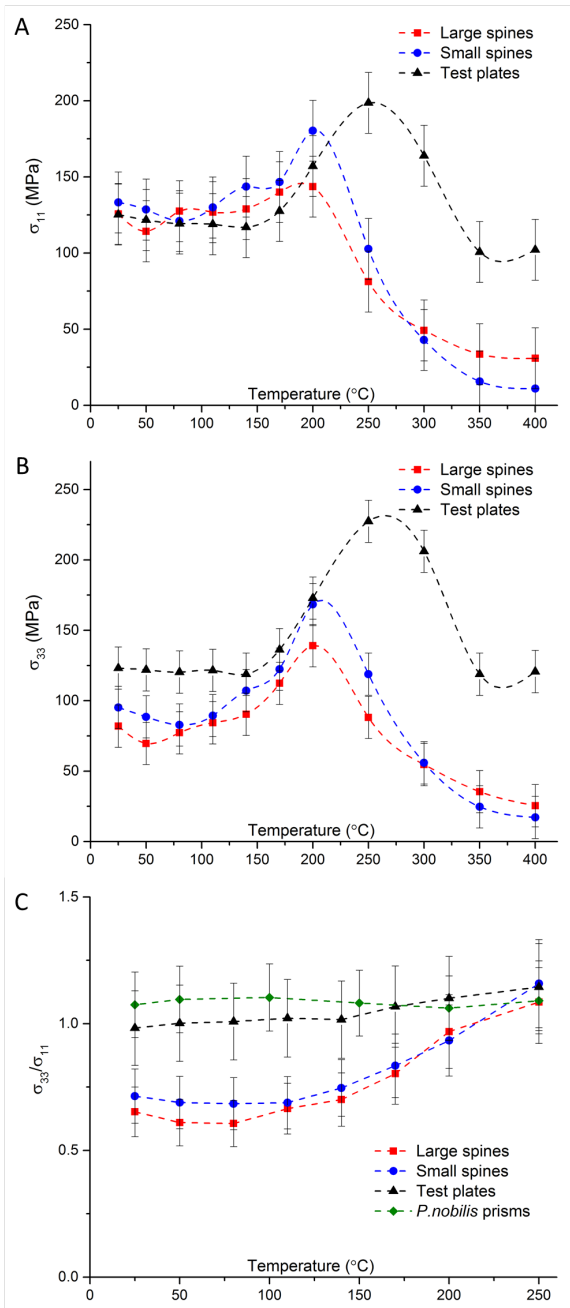 A
Large spines
Small spines
Test plates
250
200
150
100
50
0
σ11 (MPa)
Temperature (°C)
0 50 100 150 200 250 300 350 400
B
Large spines
Small spines
Test plates
250
200
150
100
50
0
σ33 (MPa)
Temperature (°C)
0 50 100 150 200 250 300 350 400
C
1.5
1.0
0.5
0.0
σ33/σ11
Large spines
Small spines
Test plates
P.nobilis prisms
Temperature (°C)
0 50 100 150 200 250